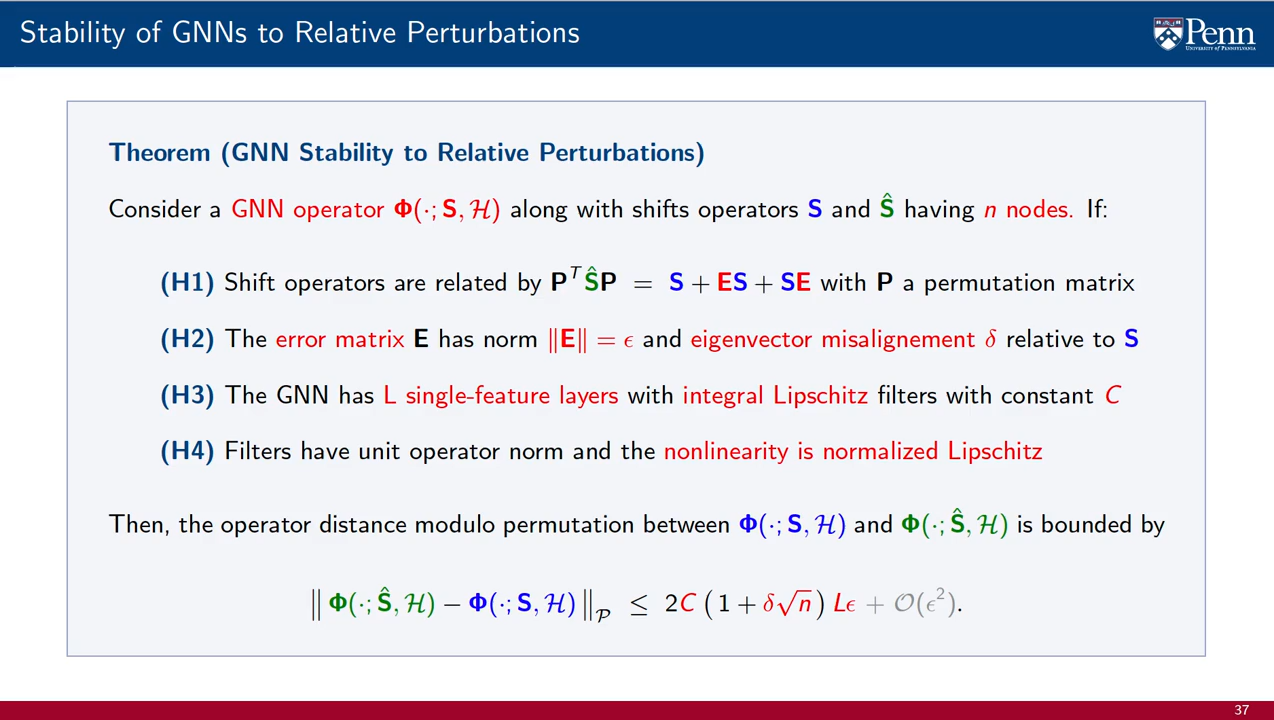 Stability of GNNs to Relative Perturbations
Penn
UNIVERSITY of PENNSYLVANIA
Theorem (GNN Stability to Relative Perturbations)
Consider a GNN operator Φ(·; S, ℋ) along with shifts operators S and Ŝ having n nodes. If:
(H1) Shift operators are related by PᵀŜP = S + ES + SE with P a permutation matrix
(H2) The error matrix E has norm ‖E‖ = ϵ and eigenvector misalignement δ relative to S
(H3) The GNN has L single-feature layers with integral Lipschitz filters with constant C
(H4) Filters have unit operator norm and the nonlinearity is normalized Lipschitz
Then, the operator distance modulo permutation between Φ(·; S, ℋ) and Φ(·; Ŝ, ℋ) is bounded by
‖Φ(·; Ŝ, ℋ) − Φ(·; S, ℋ)‖_𝒫 ≤ 2C (1 + δ√n) Lϵ + 𝒪(ϵ²).
37